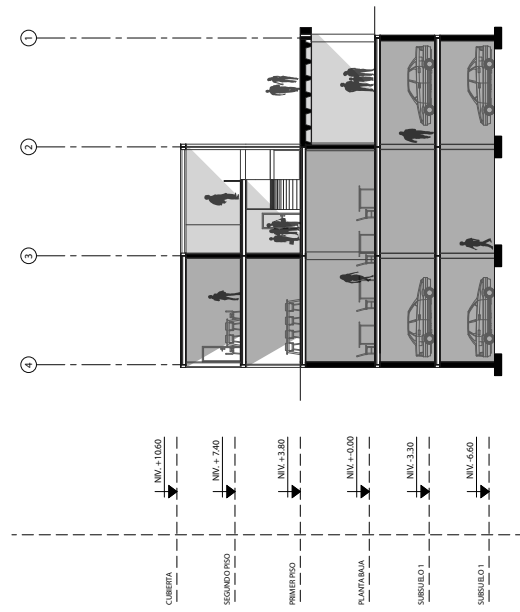 1
2
3
4
NIV. +10.60
NIV. + 7.40
NIV. +3.80
NIV. +-0.00
NIV. -3.30
NIV. -6.60
CUBIERTA
SEGUNDO PISO
PRIMER PISO
PLANTA BAJA
SUBSUELO 1
SUBSUELO 1